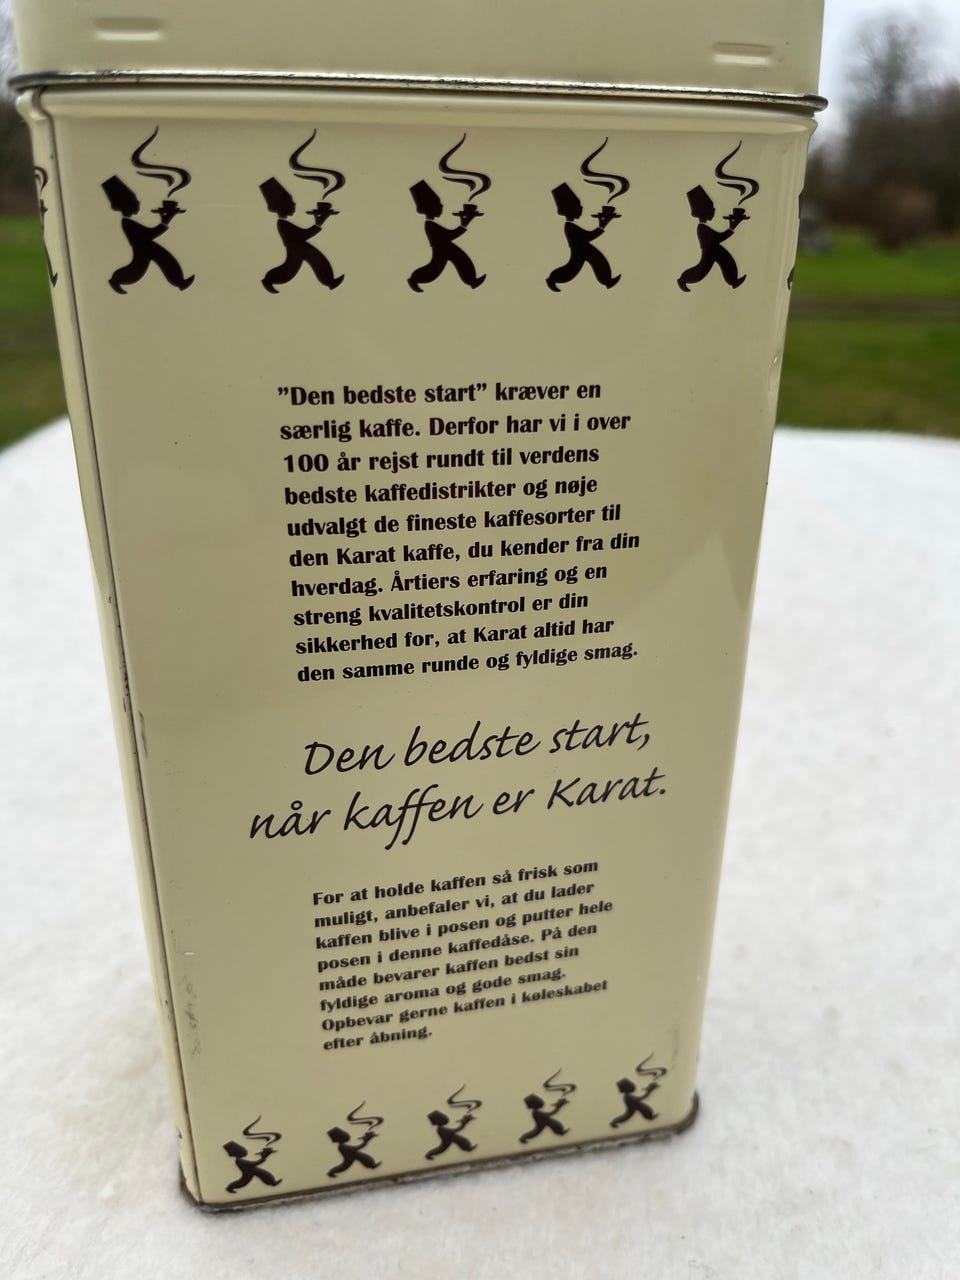 ”Den bedste start” kræver en
særlig kaffe. Derfor har vi i over
100 år rejst rundt til verdens
bedste kaffedistrikter og nøje
udvalgt de fineste kaffesorter til
den Karat kaffe, du kender fra din
hverdag. Årtiers erfaring og en
streng kvalitetskontrol er din
sikkerhed for, at Karat altid har
den samme runde og fyldige smag.
Den bedste start,
når kaffen er Karat.
For at holde kaffen så frisk som
muligt, anbefaler vi, at du lader
kaffen blive i posen og putter hele
posen i denne kaffedåse. På den
måde bevarer kaffen bedst sin
fyldige aroma og gode smag.
Opbevar gerne kaffen i køleskabet
efter åbning.